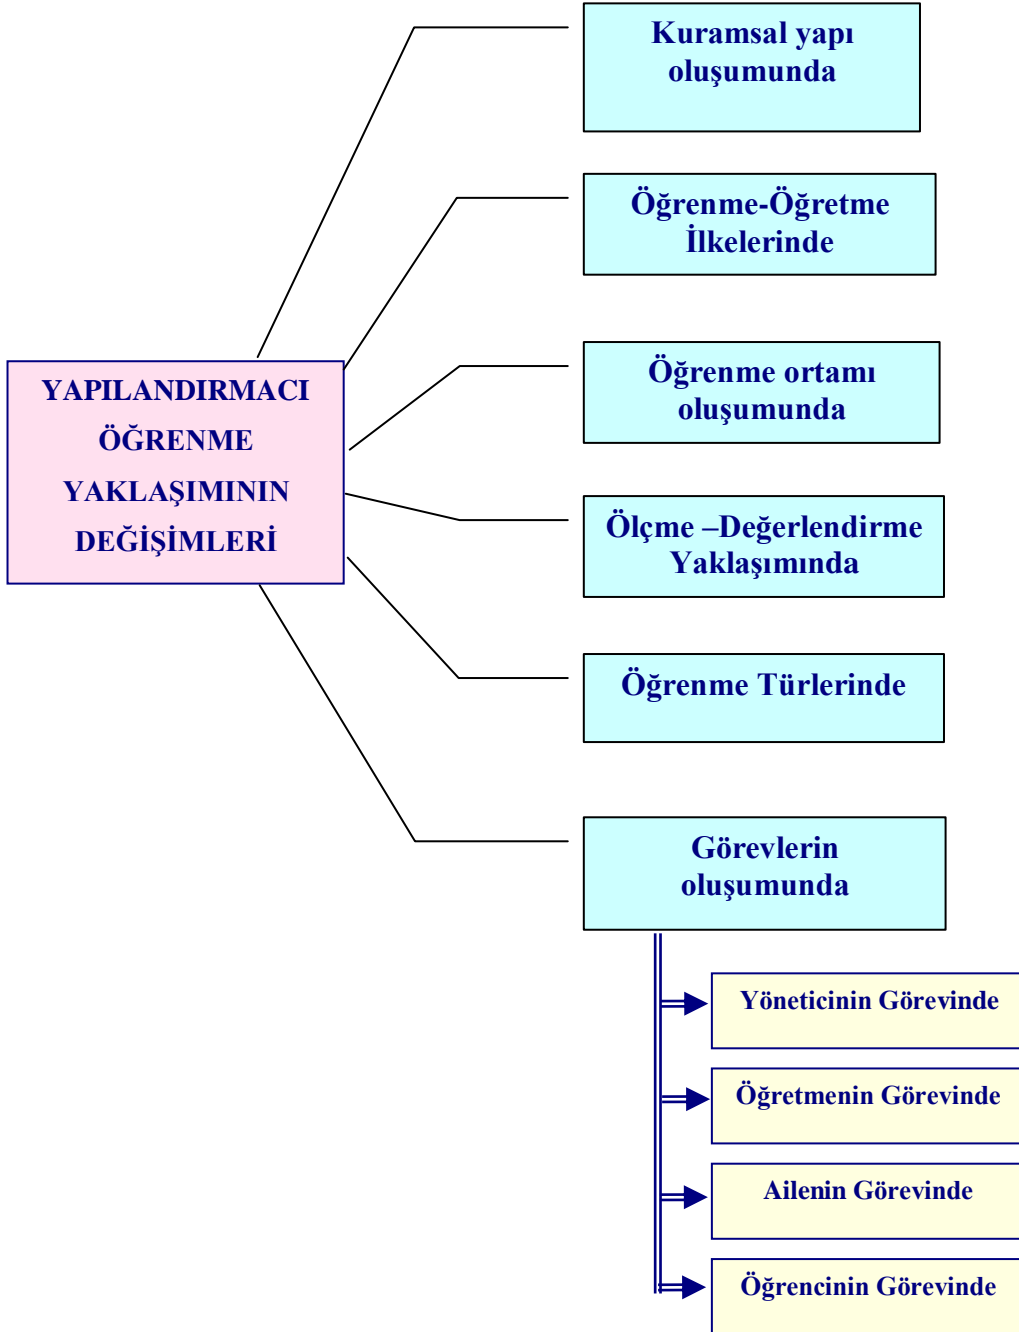 Kuramsal yapı
oluşumunda
Öğrenme-Öğretme
İlkelerinde
Öğrenme ortamı
oluşumunda
YAPILANDIRMACI
ÖĞRENME
YAKLAŞIMININ
DEĞİŞİMLERİ
Ölçme –Değerlendirme
Yaklaşımında
Öğrenme Türlerinde
Görevlerin
oluşumunda
Yöneticinin Görevinde
Öğretmenin Görevinde
Ailenin Görevinde
Öğrencinin Görevinde